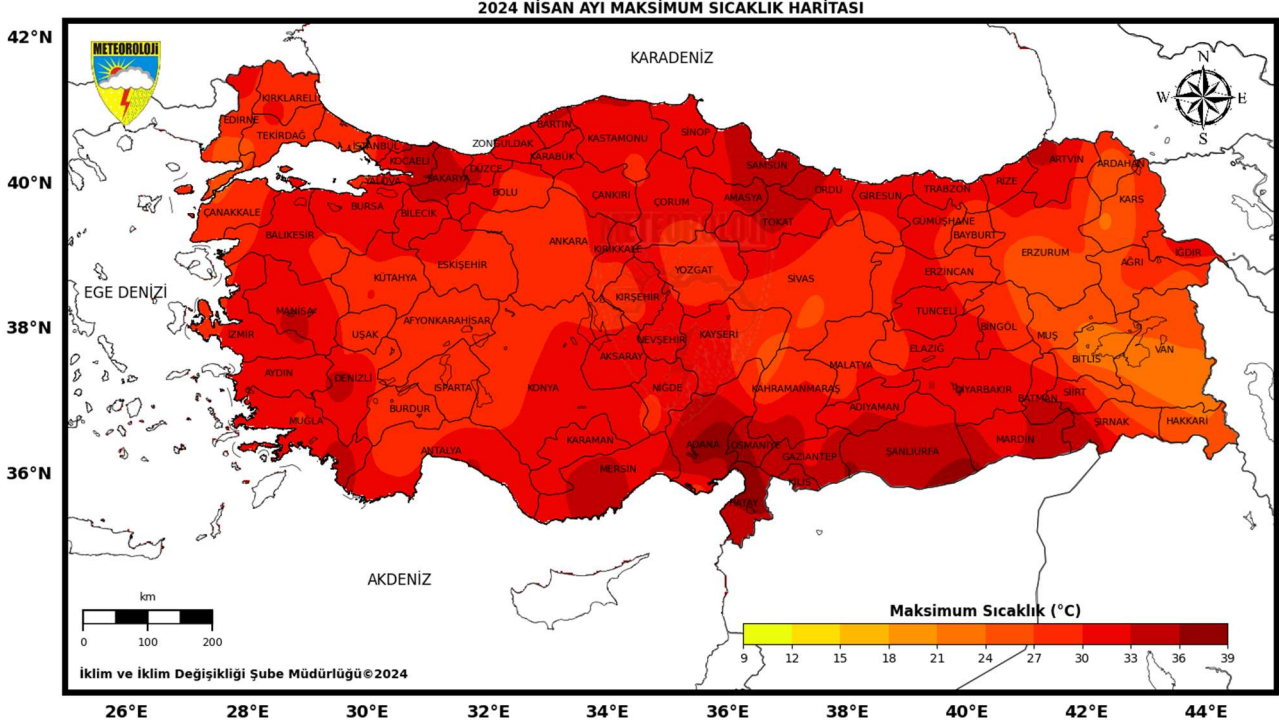 2024 NİSAN AYI MAKSİMUM SICAKLIK HARİTASI
42°N
40°N
38°N
36°N
METEOROLOJİ
KARADENİZ
N
W E
S
EGE DENİZİ
AKDENİZ
KIRKLARELİ
EDİRNE
TEKİRDAĞ
İSTANBUL
KOCAELİ
YALOVA
SAKARYA
DÜZCE
ZONGULDAK
BARTIN
KARABÜK
KASTAMONU
SİNOP
SAMSUN
ORDU
GİRESUN
TRABZON
RİZE
ARTVİN
ARDAHAN
KARS
ÇANAKKALE
BURSA
BİLECİK
BOLU
ÇANKIRI
ÇORUM
AMASYA
TOKAT
GÜMÜŞHANE
BAYBURT
BALIKESİR
ANKARA
KIRIKKALE
METEOROLOJİ
ERZURUM
AĞRI
IĞDIR
KÜTAHYA
ESKİŞEHİR
YOZGAT
SİVAS
ERZİNCAN
MANİSA
UŞAK
AFYONKARAHİSAR
KIRŞEHİR
TUNCELİ
BİNGÖL
MUŞ
İZMİR
NEVŞEHİR
KAYSERİ
AKSARAY
ELAZIĞ
BİTLİS
VAN
AYDIN
DENİZLİ
ISPARTA
KONYA
NİĞDE
MALATYA
KAHRAMANMARAŞ
DİYARBAKIR
BATMAN
SİİRT
BURDUR
MUĞLA
ADIYAMAN
ŞIRNAK
HAKKARİ
ANTALYA
KARAMAN
MERSİN
ADANA
OSMANİYE
GAZİANTEP
ŞANLIURFA
MARDİN
KİLİS
HATAY
km
0 100 200
İklim ve İklim Değişikliği Şube Müdürlüğü©2024
Maksimum Sıcaklık (°C)
9 12 15 18 21 24 27 30 33 36 39
26°E 28°E 30°E 32°E 34°E 36°E 38°E 40°E 42°E 44°E